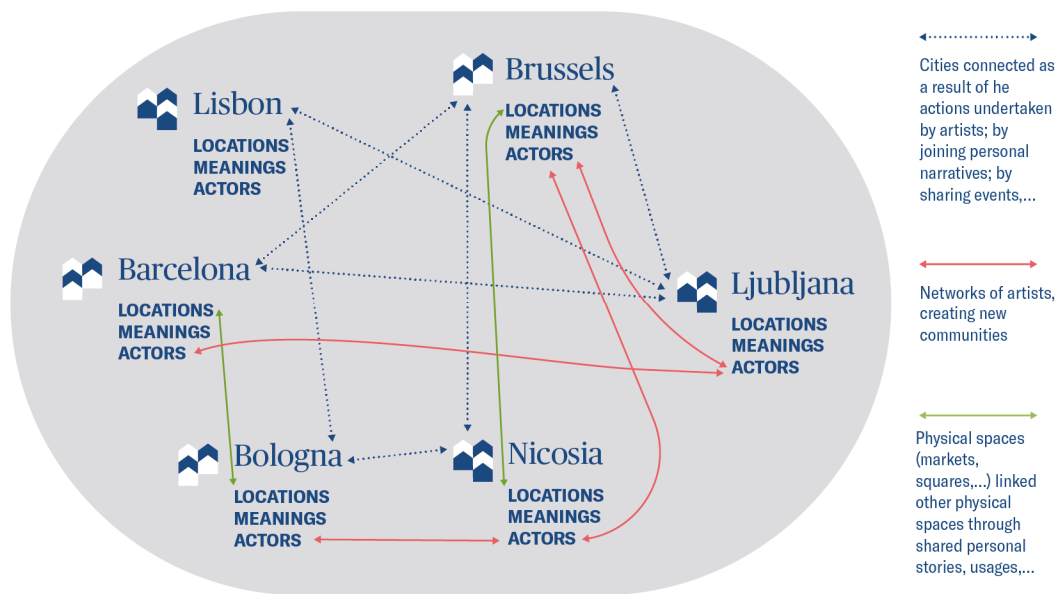 Lisbon
LOCATIONS
MEANINGS
ACTORS
Brussels
LOCATIONS
MEANINGS
ACTORS
Barcelona
LOCATIONS
MEANINGS
ACTORS
Ljubljana
LOCATIONS
MEANINGS
ACTORS
Bologna
LOCATIONS
MEANINGS
ACTORS
Nicosia
LOCATIONS
MEANINGS
ACTORS
Cities connected as
a result of he
actions undertaken
by artists; by
joining personal
narratives; by
sharing events,...
Networks of artists,
creating new
communities
Physical spaces
(markets,
squares,...) linked
other physical
spaces through
shared personal
stories, usages,...